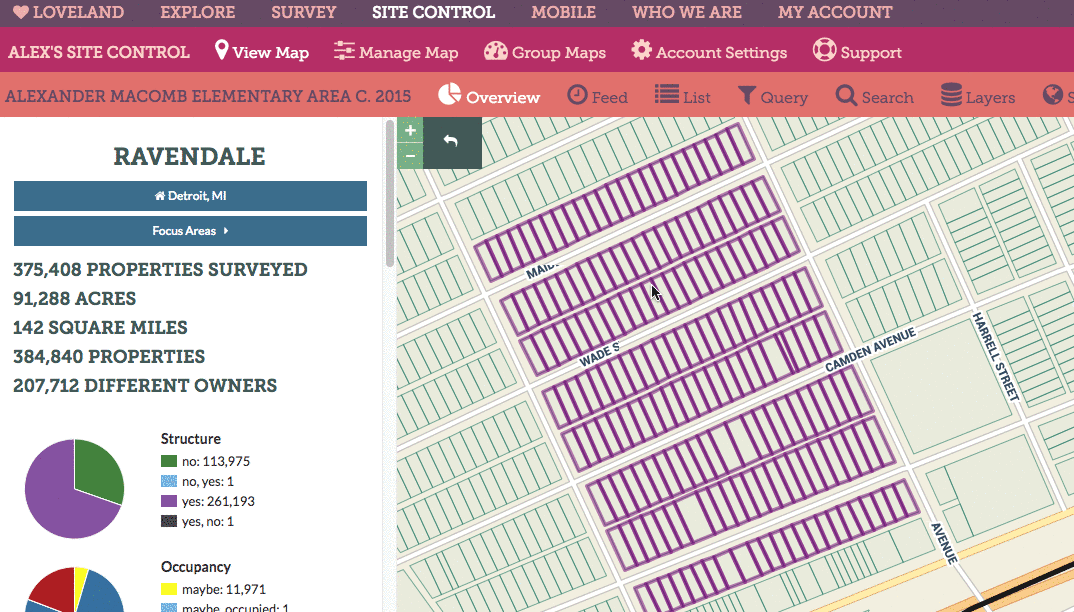 LOVELAND EXPLORE SURVEY SITE CONTROL MOBILE WHO WE ARE MY ACCOUNT
ALEX'S SITE CONTROL View Map Manage Map Group Maps Account Settings Support
ALEXANDER MACOMB ELEMENTARY AREA C. 2015 Overview Feed List Query Search Layers S
+
−
RAVENDALE
Detroit, MI
Focus Areas
375,408 PROPERTIES SURVEYED
91,288 ACRES
142 SQUARE MILES
384,840 PROPERTIES
207,712 DIFFERENT OWNERS
Structure
no: 113,975
no, yes: 1
yes: 261,193
yes, no: 1
Occupancy
maybe: 11,971
maybe, occupied: 1
WADE S
CAMDEN AVENUE
HARRELL STREET
AVENUE